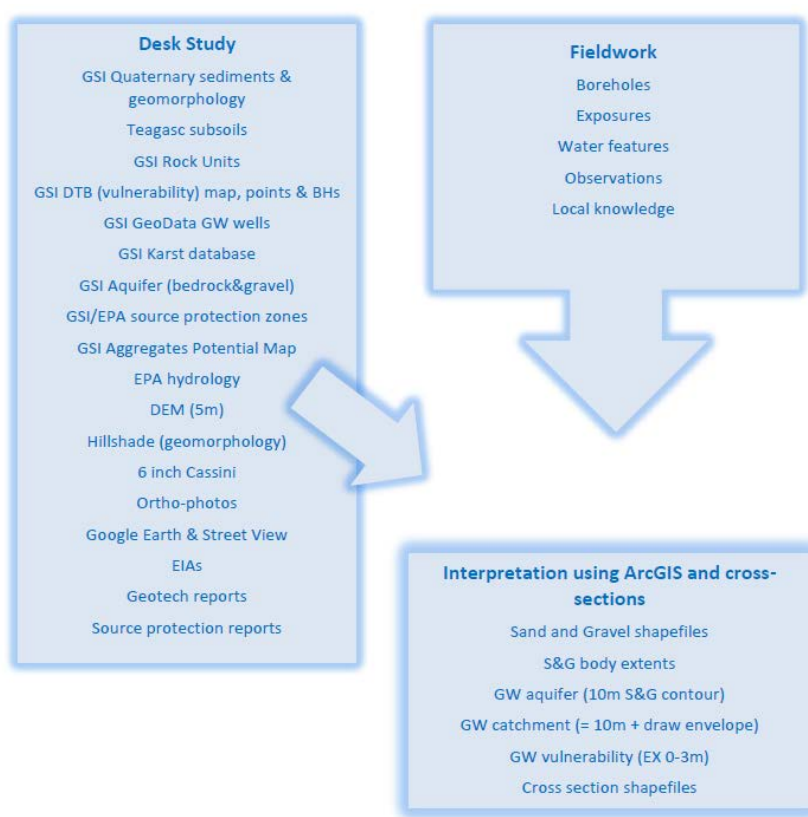 Desk Study
GSI Quaternary sediments &
geomorphology
Teagasc subsoils
GSI Rock Units
GSI DTB (vulnerability) map, points & BHs
GSI GeoData GW wells
GSI Karst database
GSI Aquifer (bedrock&gravel)
GSI/EPA source protection zones
GSI Aggregates Potential Map
EPA hydrology
DEM (5m)
Hillshade (geomorphology)
6 inch Cassini
Ortho-photos
Google Earth & Street View
EIAs
Geotech reports
Source protection reports
Fieldwork
Boreholes
Exposures
Water features
Observations
Local knowledge
Interpretation using ArcGIS and cross-
sections
Sand and Gravel shapefiles
S&G body extents
GW aquifer (10m S&G contour)
GW catchment (= 10m + draw envelope)
GW vulnerability (EX 0-3m)
Cross section shapefiles